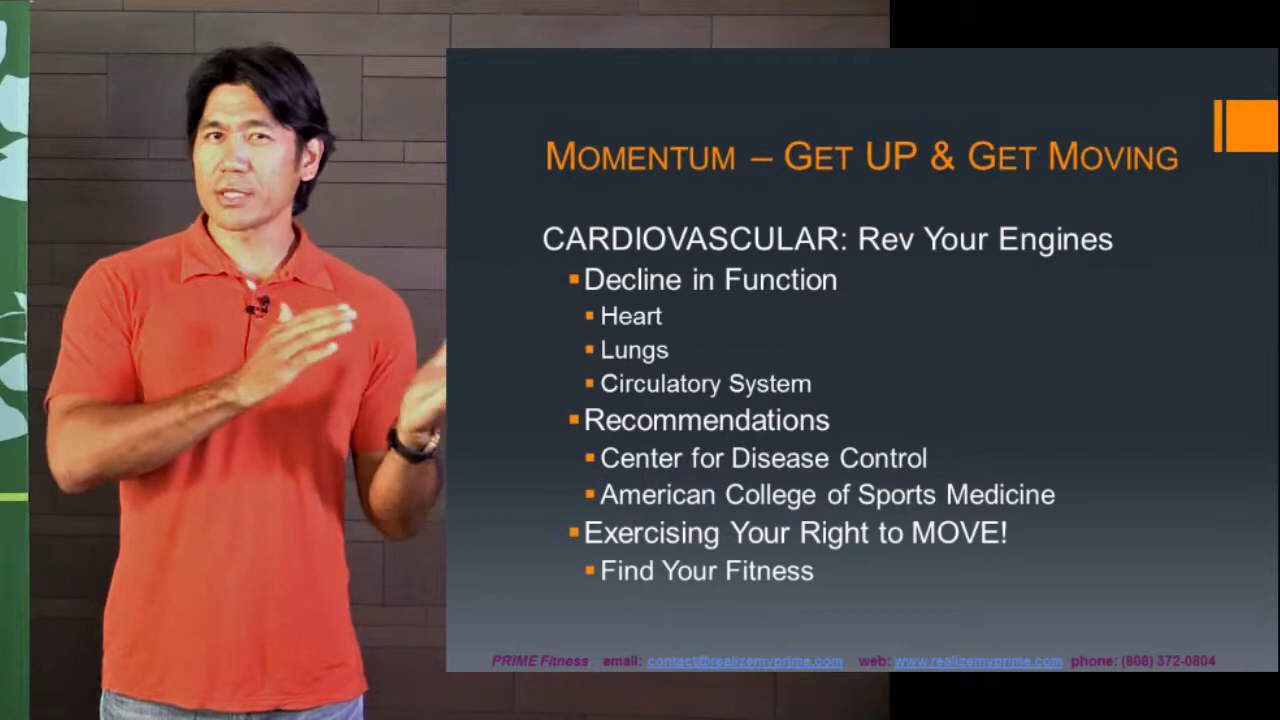 MOMENTUM – GET UP & GET MOVING
CARDIOVASCULAR: Rev Your Engines
Decline in Function
Heart
Lungs
Circulatory System
Recommendations
Center for Disease Control
American College of Sports Medicine
Exercising Your Right to MOVE!
Find Your Fitness
PRIME Fitness email: contact@realizemyprime.com web: www.realizemyprime.com phone: (808) 372-0804